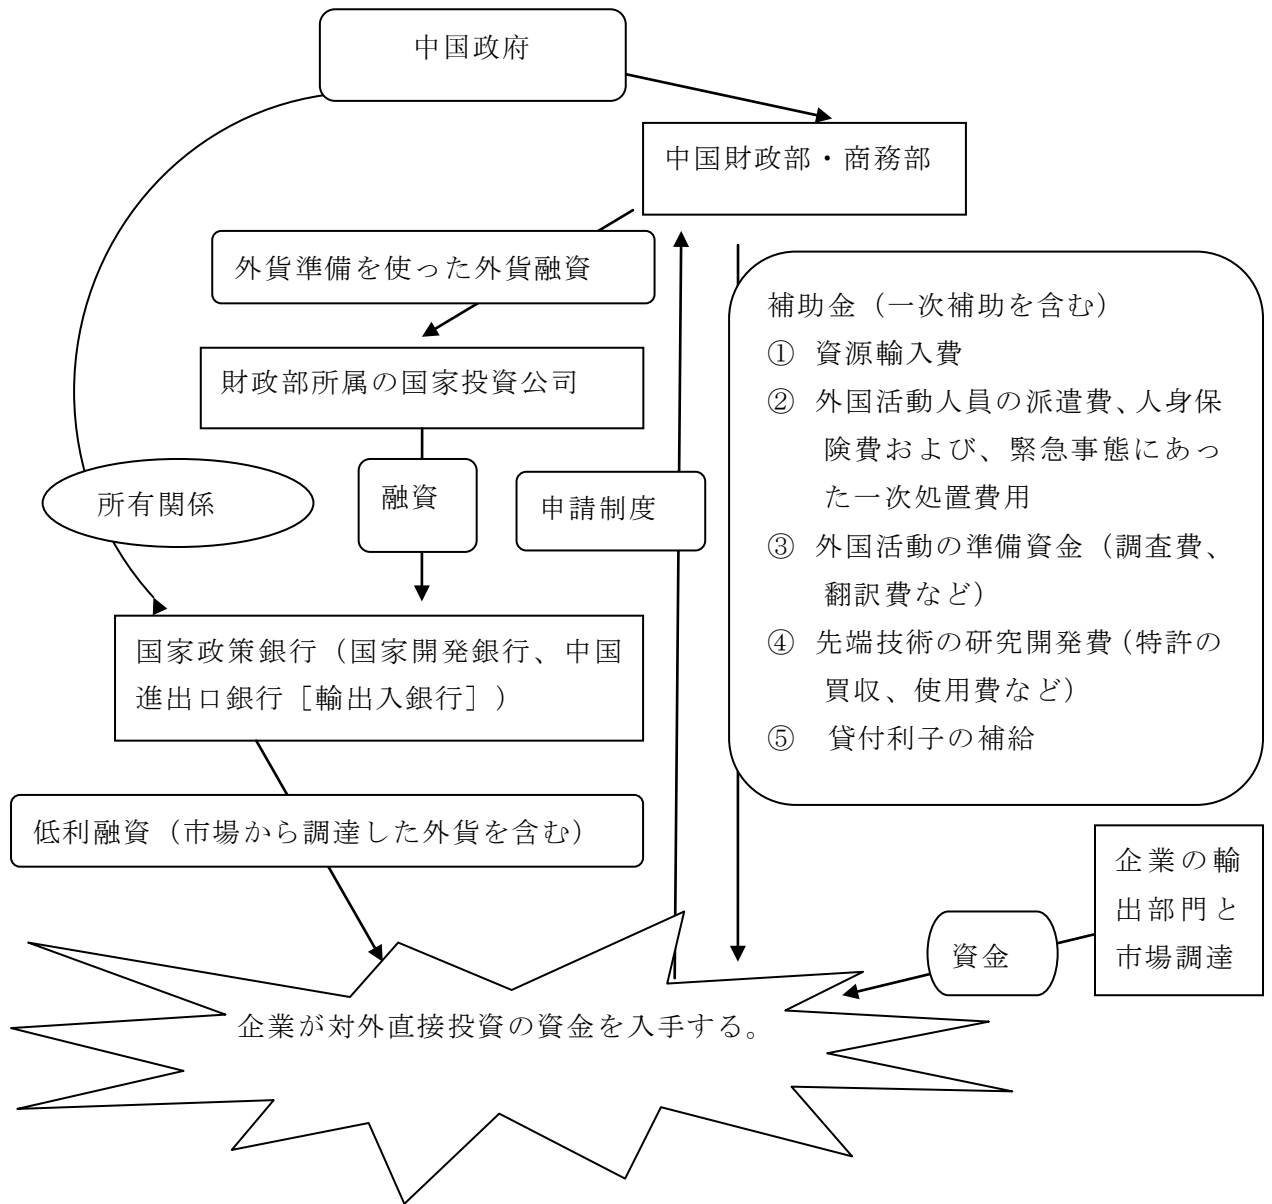 中国政府
中国財政部・商務部
外貨準備を使った外貨融資
財政部所属の国家投資公司
所有関係
融資
申請制度
補助金（一次補助を含む）
① 資源輸入費
② 外国活動人員の派遣費、人身保
険費および、緊急事態にあっ
た一次処置費用
③ 外国活動の準備資金（調査費、
翻訳費など）
④ 先端技術の研究開発費（特許の
買収、使用費など）
⑤ 貸付利子の補給
国家政策銀行（国家開発銀行、中国
進出口銀行［輸出入銀行］）
低利融資（市場から調達した外貨を含む）
企業の輸
出部門と
市場調達
資金
企業が対外直接投資の資金を入手する。